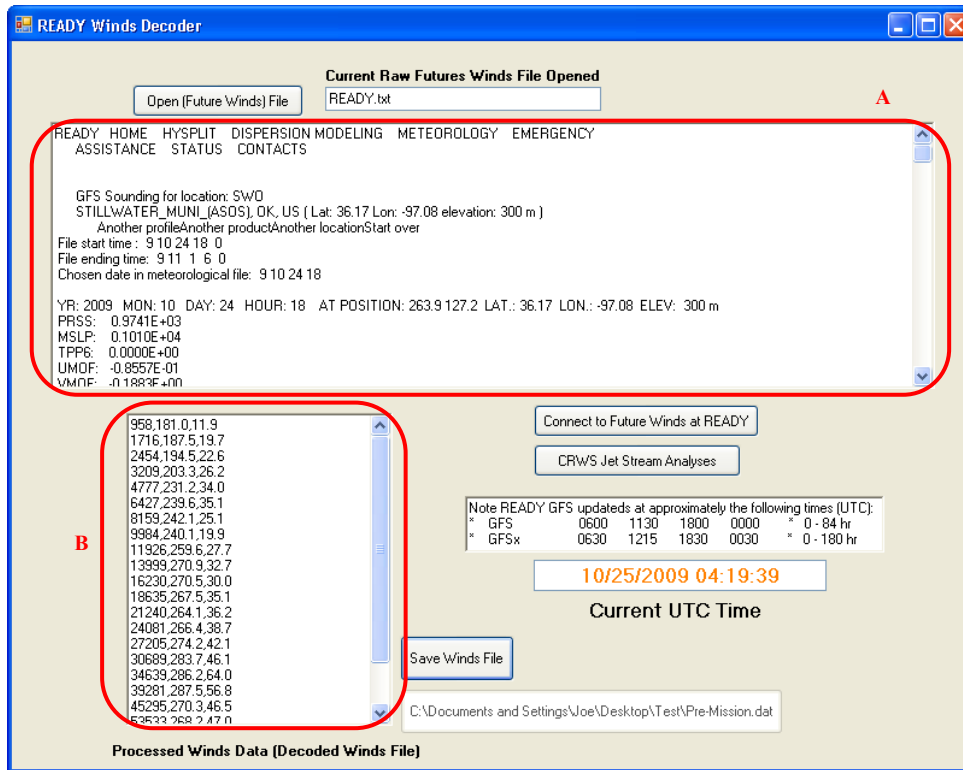 READY Winds Decoder
Current Raw Futures Winds File Opened
Open (Future Winds) File
READY.txt
A
READY HOME HYSPLIT DISPERSION MODELING METEOROLOGY EMERGENCY
ASSISTANCE STATUS CONTACTS
GFS Sounding for location: SWO
STILLWATER_MUNI_(ASOS), OK, US ( Lat: 36.17 Lon: -97.08 elevation: 300 m )
Another profileAnother productAnother locationStart over
File start time : 9 10 24 18 0
File ending time: 9 11 1 6 0
Chosen date in meteorological file: 9 10 24 18
YR: 2009 MON: 10 DAY: 24 HOUR: 18 AT POSITION: 263.9 127.2 LAT.: 36.17 LON.: -97.08 ELEV: 300 m
PRSS: 0.9741E+03
MSLP: 0.1010E+04
TPP6: 0.0000E+00
UMOF: -0.8557E-01
VMOF: -0.1883E+00
958,181.0,11.9
1716,187.5,19.7
2454,194.5,22.6
3209,203.3,26.2
4777,231.2,34.0
6427,239.6,35.1
8159,242.1,25.1
9984,240.1,19.9
11926,259.6,27.7
13999,270.9,32.7
16230,270.5,30.0
18635,267.5,35.1
21240,264.1,36.2
24081,266.4,38.7
27205,274.2,42.1
30689,283.7,46.1
34639,286.2,64.0
39281,287.5,56.8
45295,270.3,46.5
53533,268.2,47.0
B
Connect to Future Winds at READY
CRWS Jet Stream Analyses
Note READY GFS updateds at approximately the following times (UTC):
* GFS 0600 1130 1800 0000 * 0 - 84 hr
* GFSx 0630 1215 1830 0030 * 0 - 180 hr
10/25/2009 04:19:39
Current UTC Time
Save Winds File
C:\Documents and Settings\Joe\Desktop\Test\Pre-Mission.dat
Processed Winds Data (Decoded Winds File)